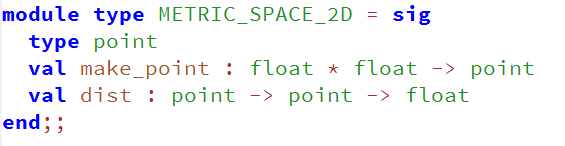 module type METRIC_SPACE_2D = sig
  type point
  val make_point : float * float -> point
  val dist : point -> point -> float
end;;